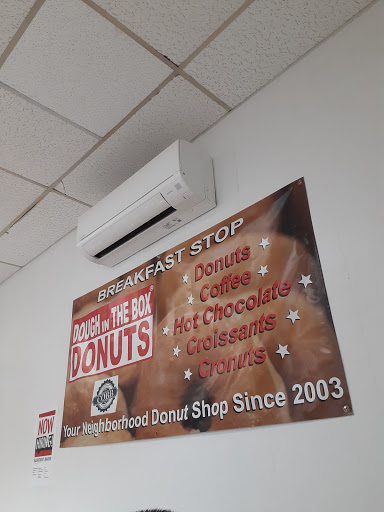 BREAKFAST STOP
DOUGH IN THE BOX
DONUTS
Donuts
Coffee
Hot Chocolate
Croissants
Cronuts
Your Neighborhood Donut Shop Since 2003
NOW
HIRING!